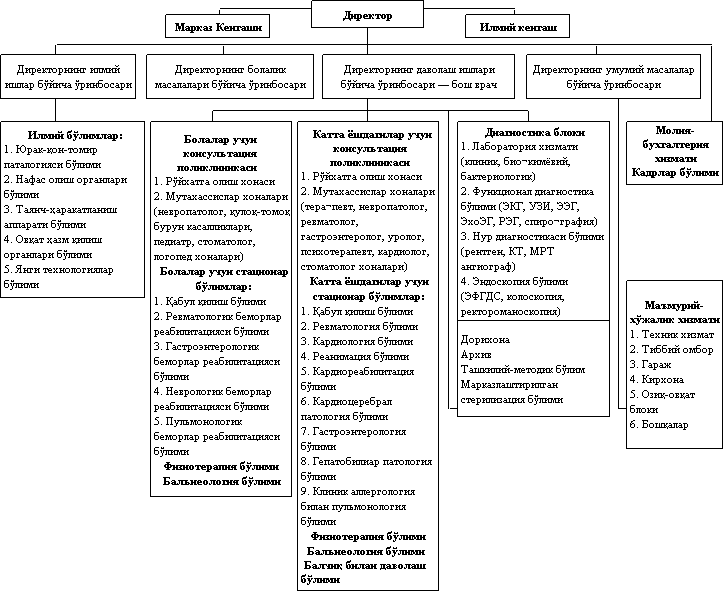 Директор
Марказ Кенгаши
Илмий кенгаш
Директорнинг илмий
ишлар бўйича ўринбосари
Директорнинг болалик
масалалари бўйича ўринбосари
Директорнинг даволаш ишлари
бўйича ўринбосари — бош врач
Директорнинг умумий масалалар
бўйича ўринбосари
Илмий бўлимлар:
1. Юрак-қон-томир
паталогияси бўлими
2. Нафас олиш органлари
бўлими
3. Таянч-ҳаракатланиш
аппарати бўлими
4. Овқат ҳазм қилиш
органлари бўлими
5. Янги технологиялар
бўлими
Болалар учун
консультация
поликлиникаси
1. Рўйхатга олиш хонаси
2. Мутахассислар хоналари
(невропатолог, қулоқ-томоқ,
бурун касалликлари,
педиатр, стоматолог,
логопед хоналари)
Болалар учун стационар
бўлимлар:
1. Қабул қилиш бўлими
2. Ревматологик беморлар
реабилитацияси бўлими
3. Гастроэнтерологик
беморлар реабилитацияси
бўлими
4. Неврологик беморлар
реабилитацияси бўлими
5. Пульмонологик
беморлар реабилитацияси
бўлими
Физиотерапия бўлими
Бальнеология бўлими
Катта ёшдагилар учун
консультация
поликлиникаси
1. Рўйхатга олиш хонаси
2. Мутахассислар хоналари
(тера¬певт, невропатолог,
ревматолог,
гастроэнтеролог, уролог,
психотерапевт, кардиолог,
стоматолог хоналари)
Катта ёшдагилар учун
стационар бўлимлар:
1. Қабул қилиш бўлими
2. Ревматология бўлими
3. Кардиология бўлими
4. Реанимация бўлими
5. Кардиореабилитация
бўлими
6. Кардиоцеребрал
патология бўлими
7. Гастроэнтерология
бўлими
8. Гепатобилиар патология
бўлими
9. Клиник аллергология
билан пульмонология
бўлими
Физиотерапия бўлими
Бальнеология бўлими
Балчиқ билан даволаш
бўлими
Диагностика блоки
1. Лаборатория хизмати
(клиник, био¬кимёвий,
бактериологик)
2. Функционал диагностика
бўлими (ЭКГ, УЗИ, ЭЭГ,
ЭхоЭГ, РЭГ, спиро¬графия)
3. Нур диагностикаси бўлими
(рентген, КТ, МРТ
ангиограф)
4. Эндоскопия бўлими
(ЭФГДС, колоскопия,
ректороманоскопия)
Дорихона
Архив
Ташкилий-методик бўлим
Марказлаштирилган
стерилизация бўлими
Молия-
бухгалтерия
хизмати
Кадрлар бўлими
Маъмурий-
хўжалик хизмати
1. Техник хизмат
2. Тиббий омбор
3. Гараж
4. Кирхона
5. Озиқ-овқат
блоки
6. Бошқалар